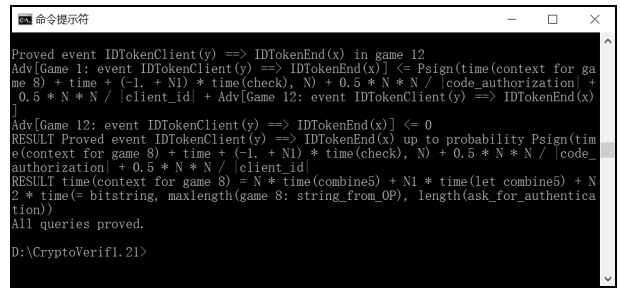 命令提示符
Proved event IDTokenClient(y) ==> IDTokenEnd(x) in game 12
Adv[Game 1: event IDTokenClient(y) ==> IDTokenEnd(x)] <= Psign(time(context for ga
me 8) + time + (-1. + N1) * time(check), N) + 0.5 * N * N / |code_authorization| +
 0.5 * N * N / |client_id| + Adv[Game 12: event IDTokenClient(y) ==> IDTokenEnd(x)
]
Adv[Game 12: event IDTokenClient(y) ==> IDTokenEnd(x)] <= 0
RESULT Proved event IDTokenClient(y) ==> IDTokenEnd(x) up to probability Psign(tim
e(context for game 8) + time + (-1. + N1) * time(check), N) + 0.5 * N * N / |code_
authorization| + 0.5 * N * N / |client_id|
RESULT time(context for game 8) = N * time(combine5) + N1 * time(let combine5) + N
2 * time(= bitstring, maxlength(game 8: string_from_OP), length(ask_for_authentica
tion))
All queries proved.
D:\CryptoVerif1.21>